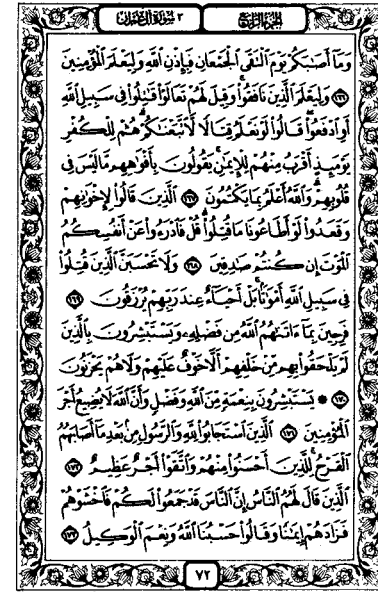 الجزء الرابع
٣ سورة آل عمران
وَمَآ أَصَٰبَكُمْ يَوْمَ ٱلْتَقَى ٱلْجَمْعَانِ فَبِإِذْنِ ٱللَّهِ وَلِيَعْلَمَ ٱلْمُؤْمِنِينَ
﴿١٦٦﴾ وَلِيَعْلَمَ ٱلَّذِينَ نَافَقُوا۟ وَقِيلَ لَهُمْ تَعَالَوْا۟ قَٰتِلُوا۟ فِى سَبِيلِ ٱللَّهِ
أَوِ ٱدْفَعُوا۟ قَالُوا۟ لَوْ نَعْلَمُ قِتَالًا لَّٱتَّبَعْنَٰكُمْ هُمْ لِلْكُفْرِ
يَوْمَئِذٍ أَقْرَبُ مِنْهُمْ لِلْإِيمَٰنِ يَقُولُونَ بِأَفْوَٰهِهِم مَّا لَيْسَ فِى
قُلُوبِهِمْ وَٱللَّهُ أَعْلَمُ بِمَا يَكْتُمُونَ ﴿١٦٧﴾ ٱلَّذِينَ قَالُوا۟ لِإِخْوَٰنِهِمْ
وَقَعَدُوا۟ لَوْ أَطَاعُونَا مَا قُتِلُوا۟ قُلْ فَٱدْرَءُوا۟ عَنْ أَنفُسِكُمُ
ٱلْمَوْتَ إِن كُنتُمْ صَٰدِقِينَ ﴿١٦٨﴾ وَلَا تَحْسَبَنَّ ٱلَّذِينَ قُتِلُوا۟
فِى سَبِيلِ ٱللَّهِ أَمْوَٰتًۢا بَلْ أَحْيَآءٌ عِندَ رَبِّهِمْ يُرْزَقُونَ ﴿١٦٩﴾
فَرِحِينَ بِمَآ ءَاتَىٰهُمُ ٱللَّهُ مِن فَضْلِهِۦ وَيَسْتَبْشِرُونَ بِٱلَّذِينَ
لَمْ يَلْحَقُوا۟ بِهِم مِّنْ خَلْفِهِمْ أَلَّا خَوْفٌ عَلَيْهِمْ وَلَا هُمْ يَحْزَنُونَ
﴿١٧٠﴾ ۞ يَسْتَبْشِرُونَ بِنِعْمَةٍ مِّنَ ٱللَّهِ وَفَضْلٍ وَأَنَّ ٱللَّهَ لَا يُضِيعُ أَجْرَ
ٱلْمُؤْمِنِينَ ﴿١٧١﴾ ٱلَّذِينَ ٱسْتَجَابُوا۟ لِلَّهِ وَٱلرَّسُولِ مِنۢ بَعْدِ مَآ أَصَابَهُمُ
ٱلْقَرْحُ لِلَّذِينَ أَحْسَنُوا۟ مِنْهُمْ وَٱتَّقَوْا۟ أَجْرٌ عَظِيمٌ ﴿١٧٢﴾
ٱلَّذِينَ قَالَ لَهُمُ ٱلنَّاسُ إِنَّ ٱلنَّاسَ قَدْ جَمَعُوا۟ لَكُمْ فَٱخْشَوْهُمْ
فَزَادَهُمْ إِيمَٰنًا وَقَالُوا۟ حَسْبُنَا ٱللَّهُ وَنِعْمَ ٱلْوَكِيلُ ﴿١٧٣﴾
٧٢